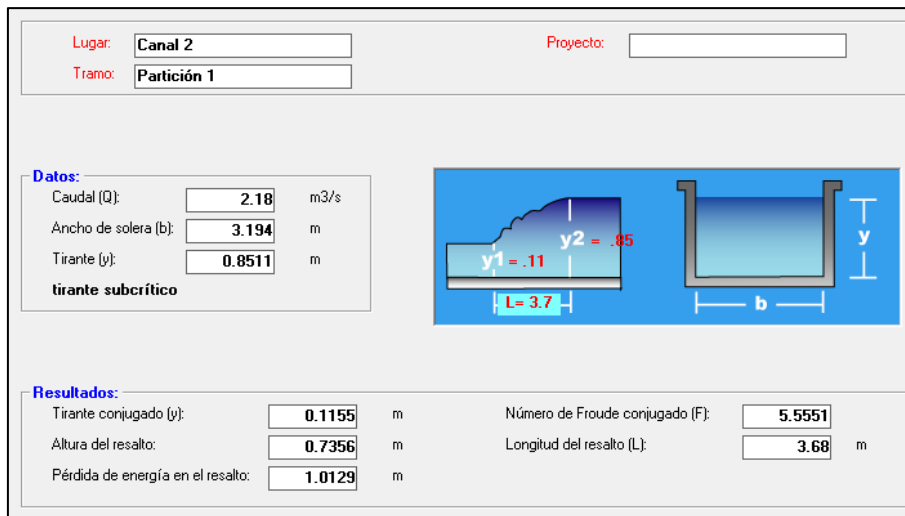 Lugar: Canal 2 Proyecto:
Tramo: Partición 1
Datos:
Caudal (Q): 2.18 m3/s
Ancho de solera (b): 3.194 m
Tirante (y): 0.8511 m
tirante subcrítico
y1 = .11
y2 = .85
L= 3.7
y
b
Resultados:
Tirante conjugado (y): 0.1155 m Número de Froude conjugado (F): 5.5551
Altura del resalto: 0.7356 m Longitud del resalto (L): 3.68 m
Pérdida de energía en el resalto: 1.0129 m